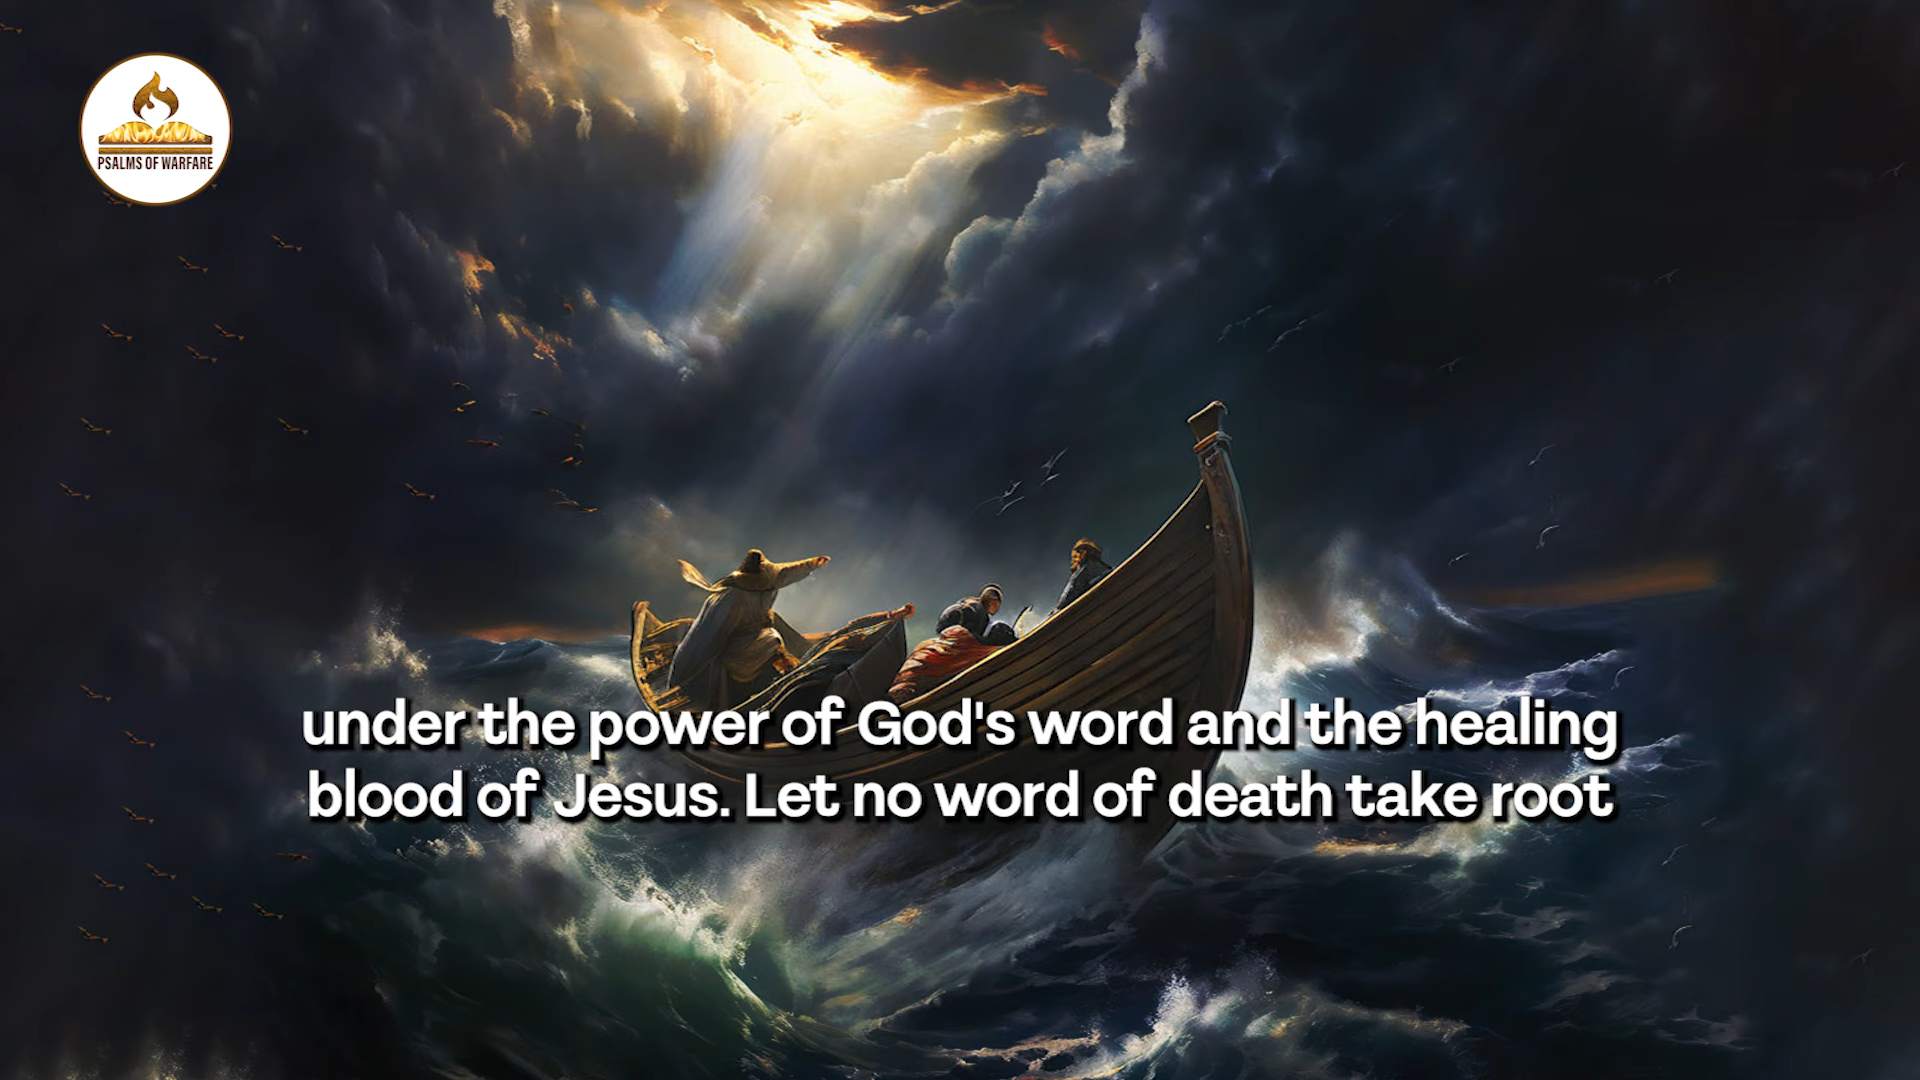 PSALMS OF WARFARE
under the power of God's word and the healing
blood of Jesus. Let no word of death take root